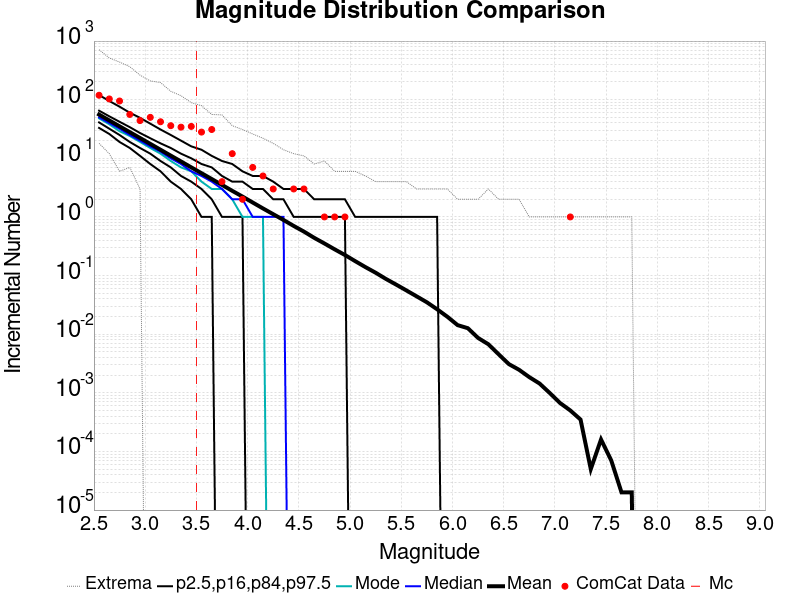 Magnitude Distribution Comparison
10^3
10^2
10^1
10^0
10^-1
10^-2
10^-3
10^-4
10^-5
Incremental Number
2.5 3.0 3.5 4.0 4.5 5.0 5.5 6.0 6.5 7.0 7.5 8.0 8.5 9.0
Magnitude
Extrema p2.5,p16,p84,p97.5 Mode Median Mean ComCat Data Mc